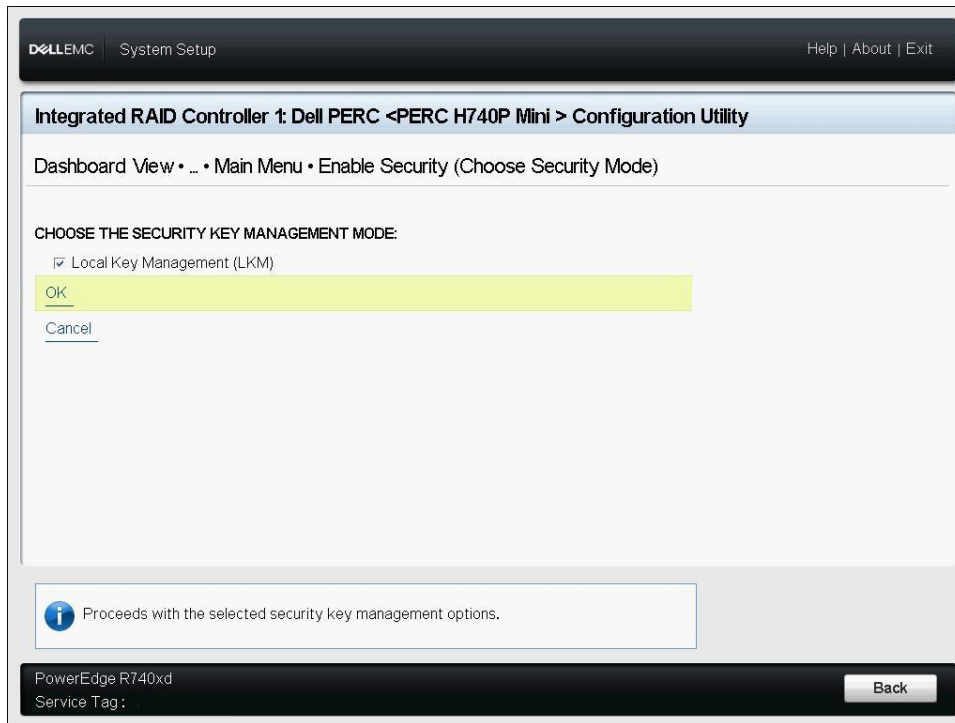 DELLEMC System Setup Help | About | Exit
Integrated RAID Controller 1: Dell PERC <PERC H740P Mini > Configuration Utility
Dashboard View • ... • Main Menu • Enable Security (Choose Security Mode)
CHOOSE THE SECURITY KEY MANAGEMENT MODE:
Local Key Management (LKM)
OK
Cancel
Proceeds with the selected security key management options.
PowerEdge R740xd
Service Tag :
Back